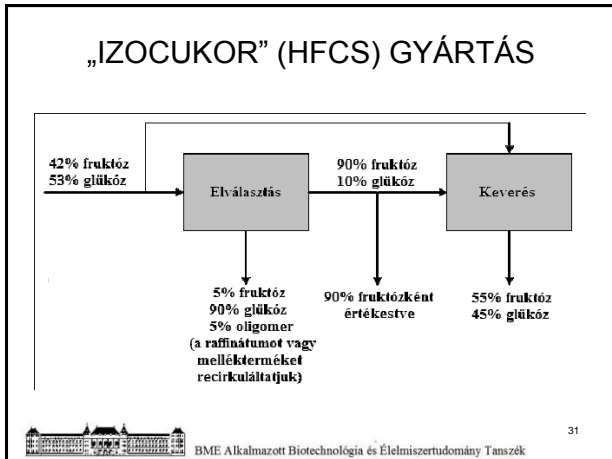 „IZOCUKOR” (HFCS) GYÁRTÁS
42% fruktóz
53% glükóz
Elválasztás
90% fruktóz
10% glükóz
Keverés
5% fruktóz
90% glükóz
5% oligomer
(a raffinátumot vagy
mellékterméket
recirkuláltatjuk)
90% fruktózként
értékestve
55% fruktóz
45% glükóz
31
BME Alkalmazott Biotechnológia és Élelmiszertudomány Tanszék